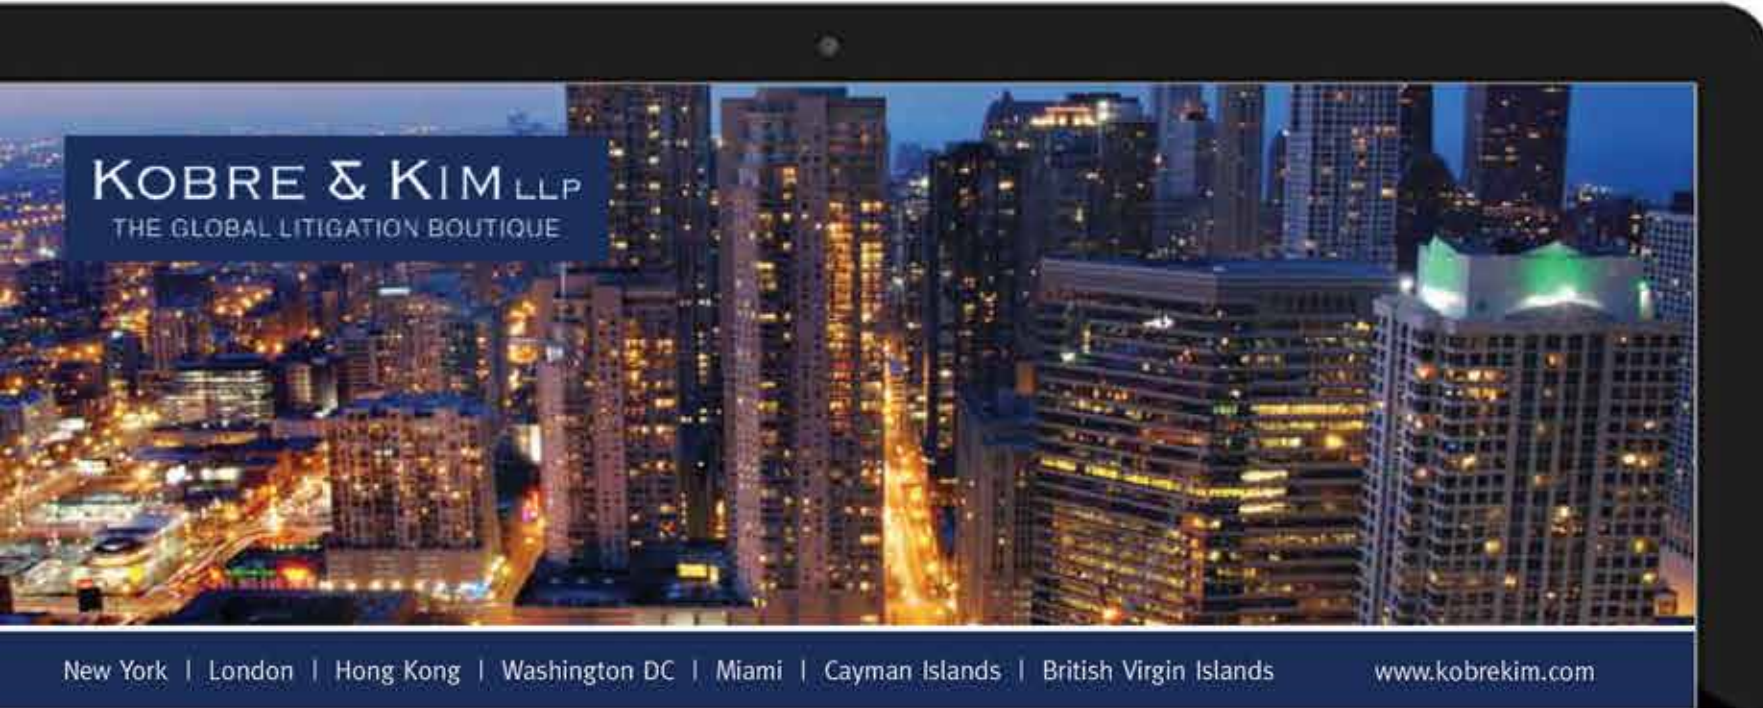 KOBRE & KIM LLP
THE GLOBAL LITIGATION BOUTIQUE
New York | London | Hong Kong | Washington DC | Miami | Cayman Islands | British Virgin Islands www.kobrekim.com